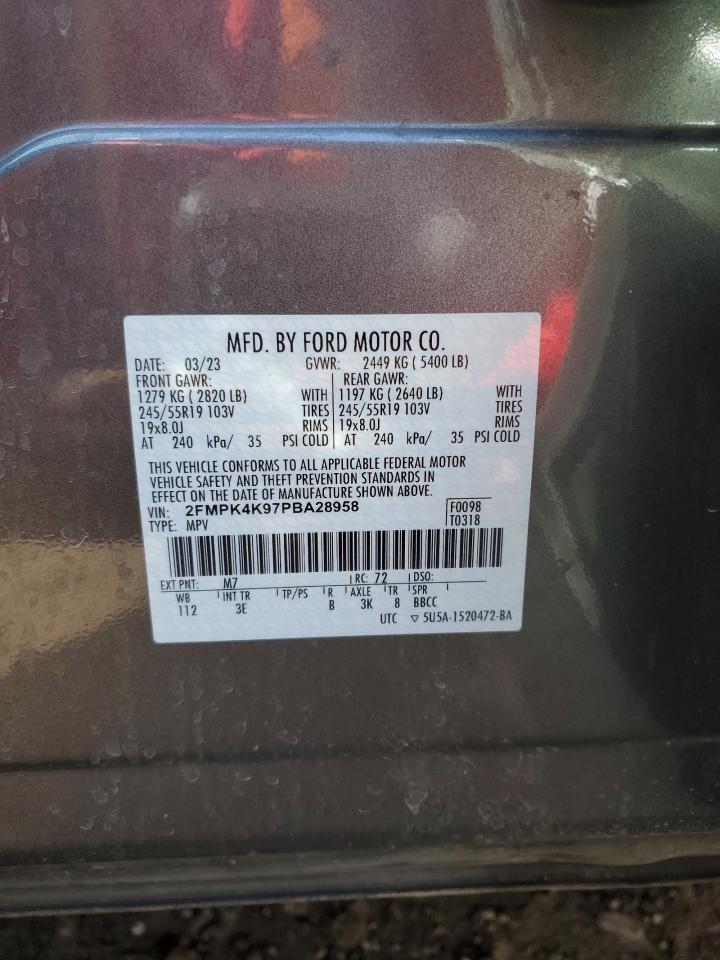 MFD. BY FORD MOTOR CO.
DATE: 03/23 GVWR: 2449 KG ( 5400 LB)
FRONT GAWR: REAR GAWR:
1279 KG ( 2820 LB) WITH 1197 KG ( 2640 LB) WITH
245/55R19 103V TIRES 245/55R19 103V TIRES
19x8.0J RIMS 19x8.0J RIMS
AT 240 kPa/ 35 PSI COLD AT 240 kPa/ 35 PSI COLD
THIS VEHICLE CONFORMS TO ALL APPLICABLE FEDERAL MOTOR
VEHICLE SAFETY AND THEFT PREVENTION STANDARDS IN
EFFECT ON THE DATE OF MANUFACTURE SHOWN ABOVE.
VIN: 2FMPK4K97PBA28958 F0098
TYPE: MPV T0318
EXT PNT: M7 RC: 72 DSO:
WB INT TR TP/PS R AXLE TR SPR
112 3E B 3K 8 BBCC
UTC ▽ 5U5A-1520472-BA